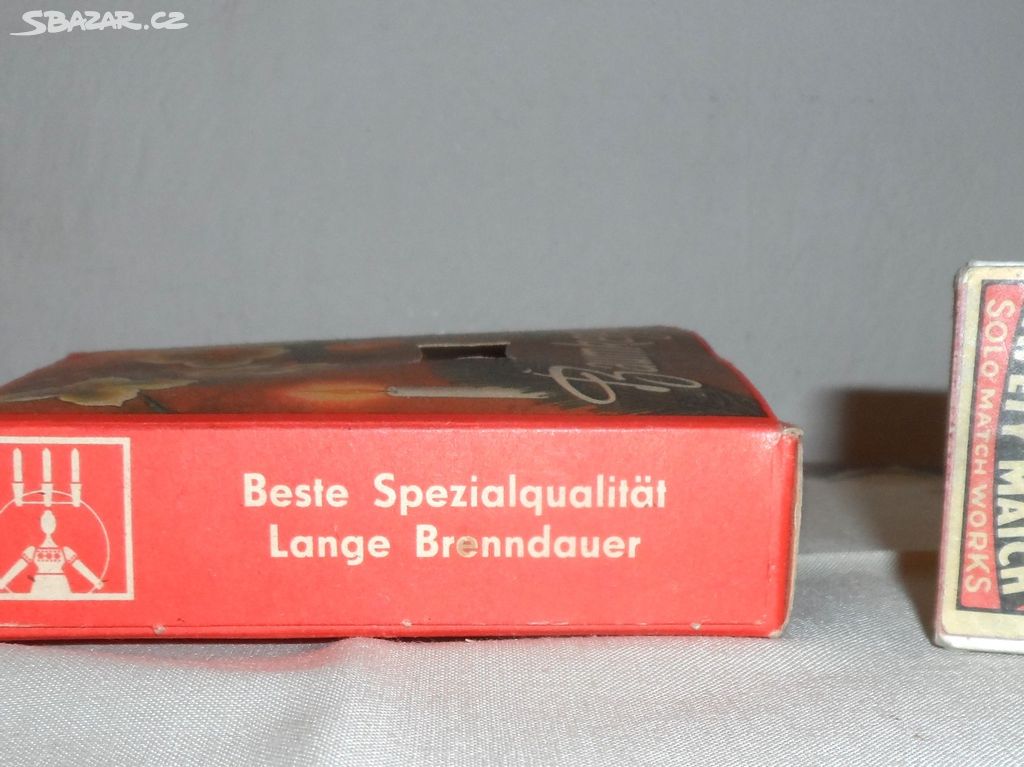 SBAZAR.CZ
Beste Spezialqualität
Lange Brenndauer
SOLO MATCH WORKS